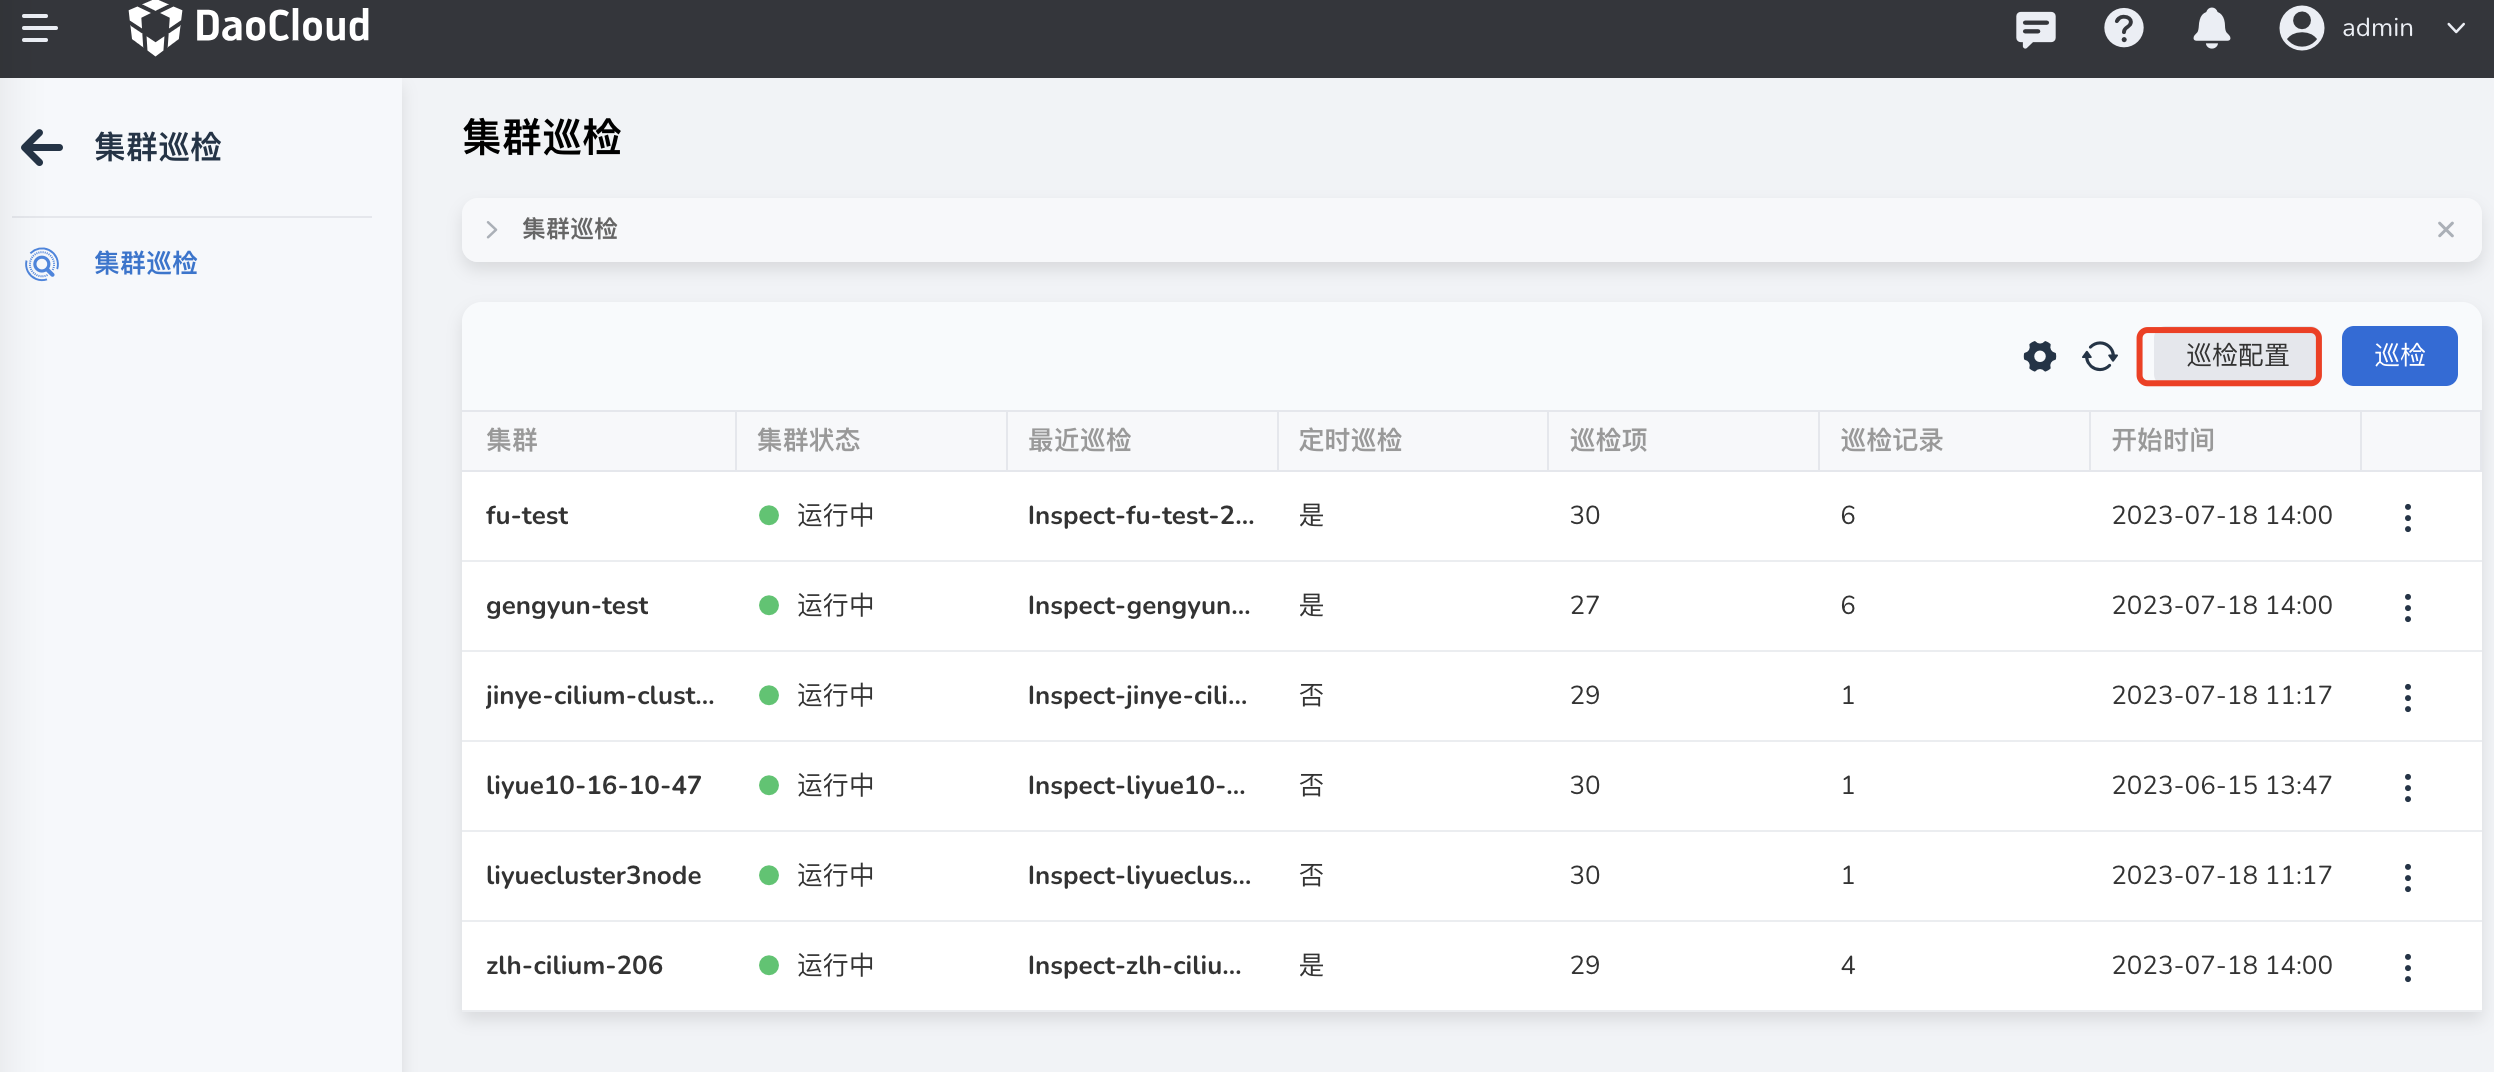 DaoCloud
admin
集群巡检
集群巡检
集群巡检
集群巡检
巡检配置
巡检
集群 集群状态 最近巡检 定时巡检 巡检项 巡检记录 开始时间
fu-test 运行中 Inspect-fu-test-2... 是 30 6 2023-07-18 14:00
gengyun-test 运行中 Inspect-gengyun... 是 27 6 2023-07-18 14:00
jinye-cilium-clust... 运行中 Inspect-jinye-cili... 否 29 1 2023-07-18 11:17
liyue10-16-10-47 运行中 Inspect-liyue10-... 否 30 1 2023-06-15 13:47
liyuecluster3node 运行中 Inspect-liyueclus... 否 30 1 2023-07-18 11:17
zlh-cilium-206 运行中 Inspect-zlh-ciliu... 是 29 4 2023-07-18 14:00